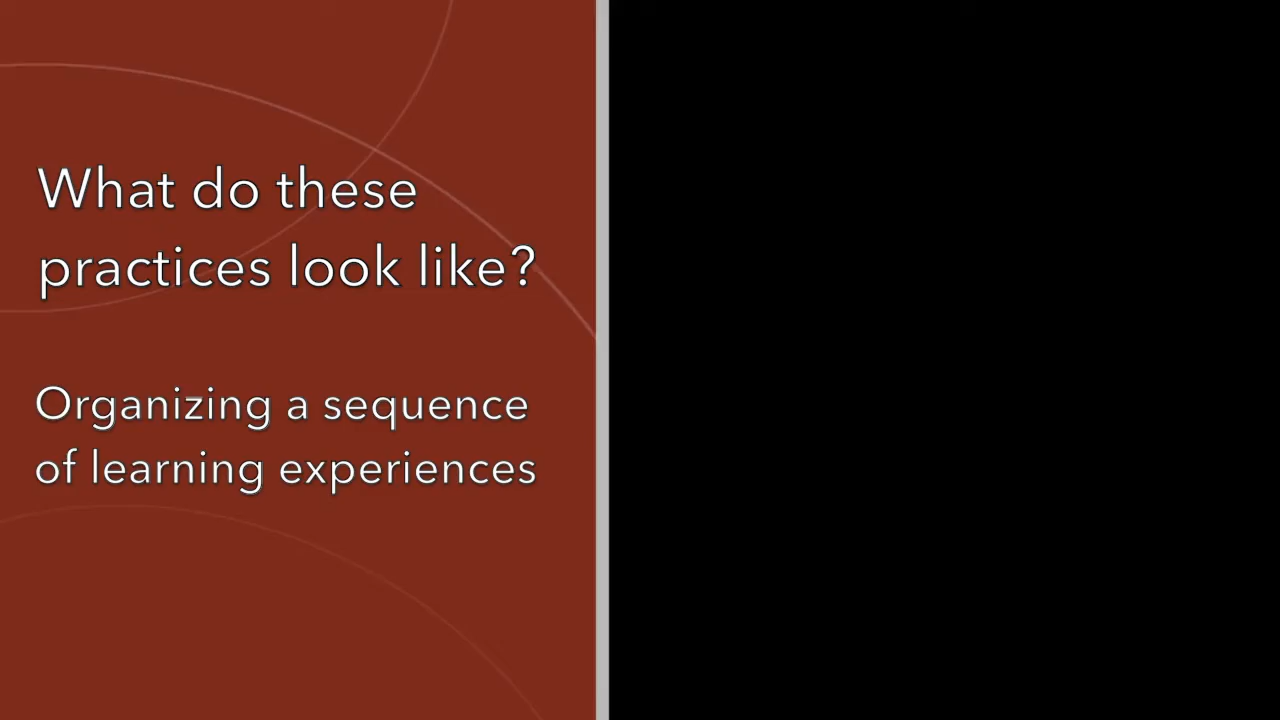 What do these
practices look like?
Organizing a sequence
of learning experiences